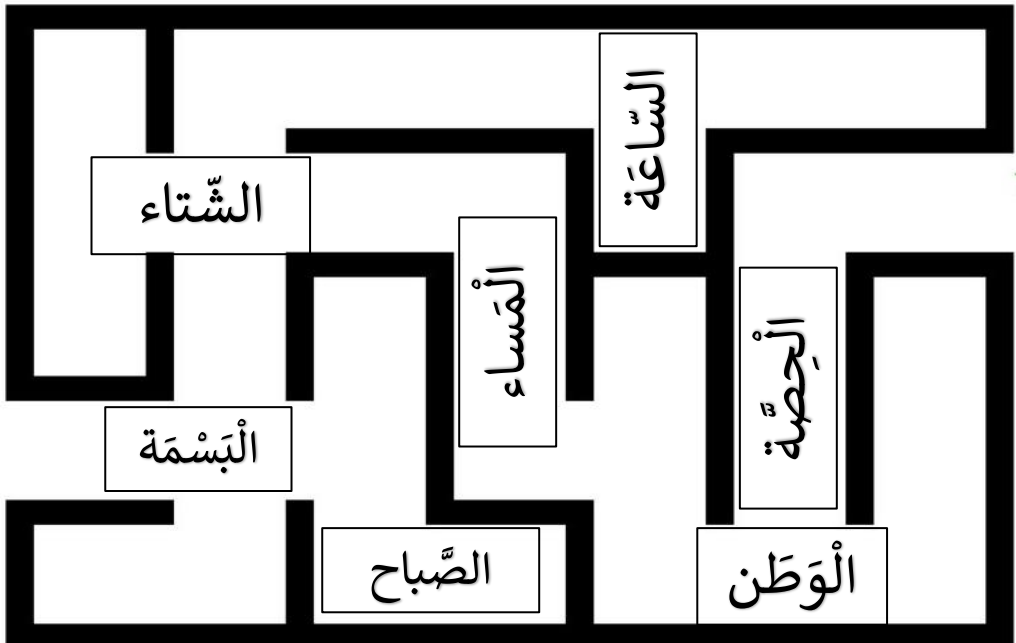 السّاعَة
الشّتاء
الْمَساء
الْحِصَّة
الْبَسْمَة
الصَّباح
الْوَطَن